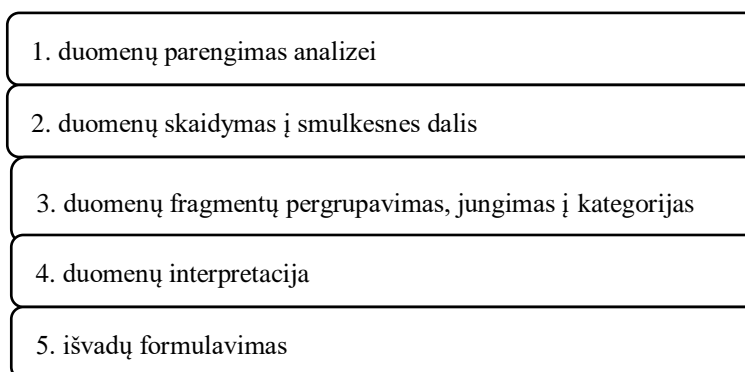 1. duomenų parengimas analizei
2. duomenų skaidymas į smulkesnes dalis
3. duomenų fragmentų pergrupavimas, jungimas į kategorijas
4. duomenų interpretacija
5. išvadų formulavimas